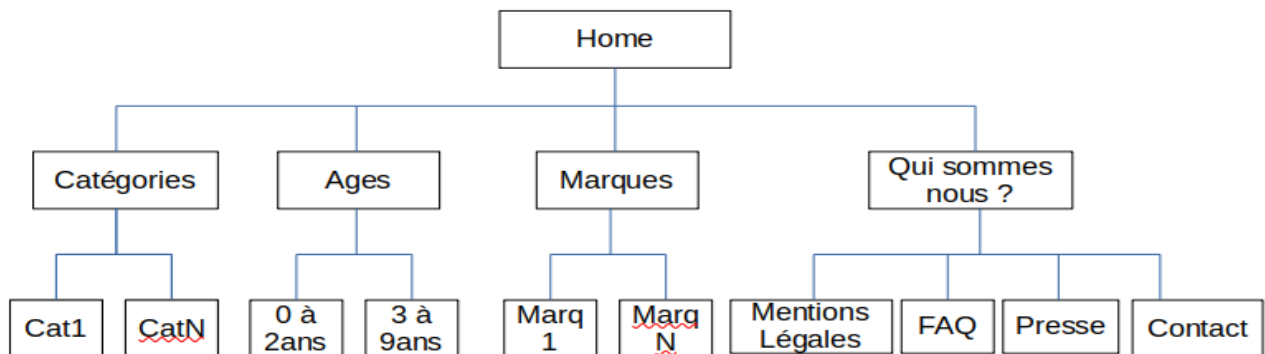 Home
Catégories
Ages
Marques
Qui sommes
nous ?
Cat1
CatN
0 à
2ans
3 à
9ans
Marq
1
Marq
N
Mentions
Légales
FAQ
Presse
Contact